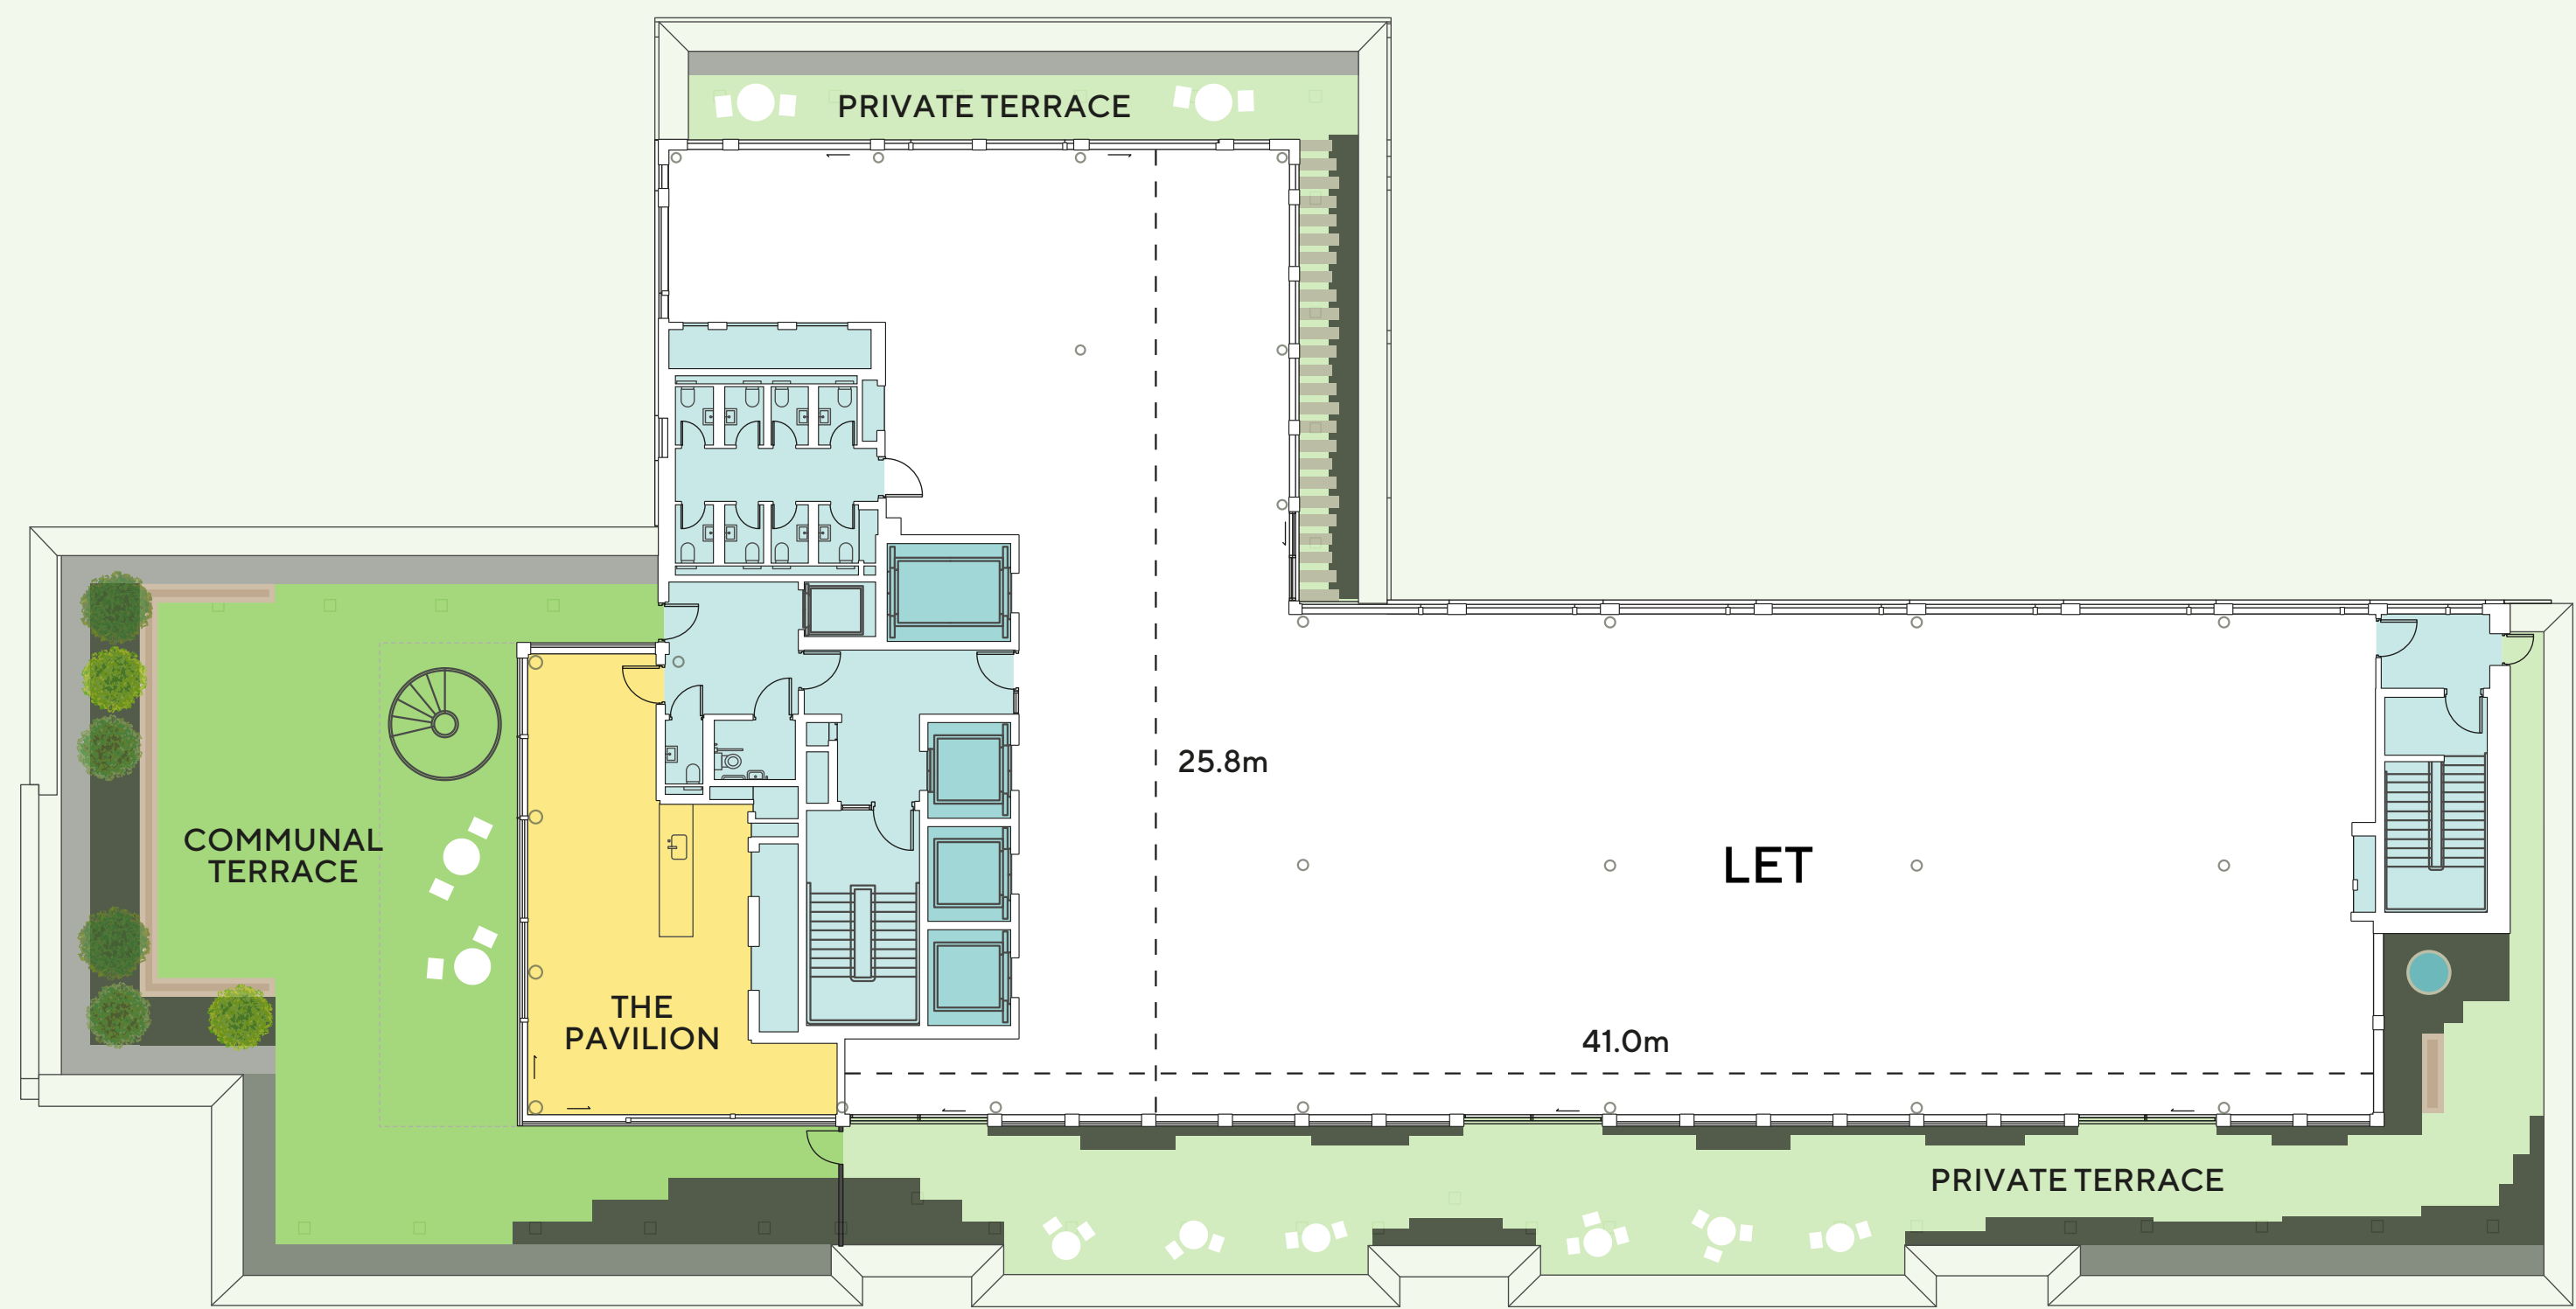 PRIVATE TERRACE
25.8m
COMMUNAL
TERRACE
LET
THE
PAVILION
41.0m
PRIVATE TERRACE